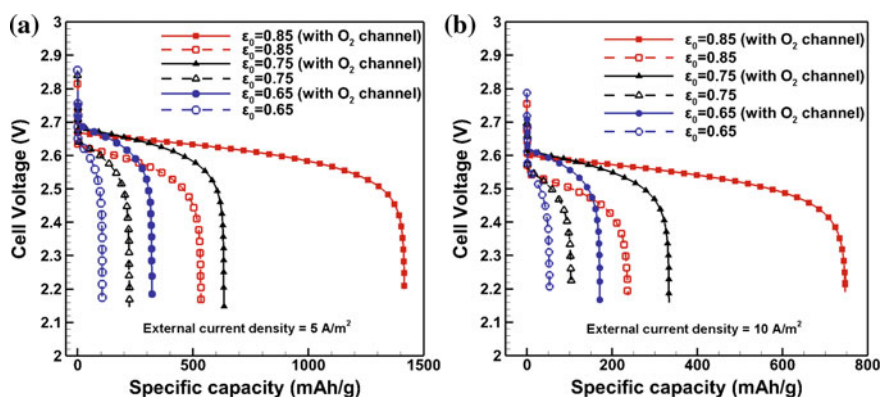 (a)
ε₀=0.85 (with O₂ channel)
ε₀=0.85
ε₀=0.75 (with O₂ channel)
ε₀=0.75
ε₀=0.65 (with O₂ channel)
ε₀=0.65
3
2.9
2.8
2.7
2.6
2.5
2.4
2.3
2.2
2.1
2
Cell Voltage (V)
External current density = 5 A/m²
0 500 1000 1500
Specific capacity (mAh/g)
(b)
ε₀=0.85 (with O₂ channel)
ε₀=0.85
ε₀=0.75 (with O₂ channel)
ε₀=0.75
ε₀=0.65 (with O₂ channel)
ε₀=0.65
3
2.9
2.8
2.7
2.6
2.5
2.4
2.3
2.2
2.1
2
Cell Voltage (V)
External current density = 10 A/m²
0 200 400 600 800
Specific capacity (mAh/g)